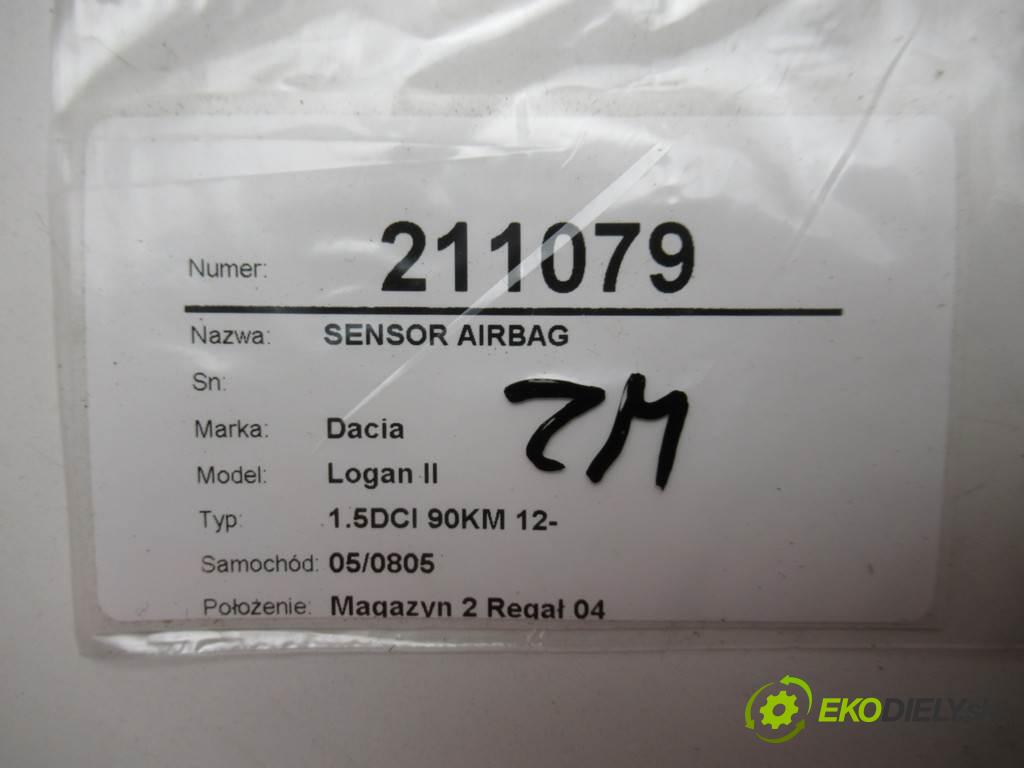 Numer: 211079
Nazwa: SENSOR AIRBAG
Sn:
Marka: Dacia
Model: Logan II
Typ: 1.5DCI 90KM 12-
Samochód: 05/0805
Położenie: Magazyn 2 Regał 04
EKODIELY.sk